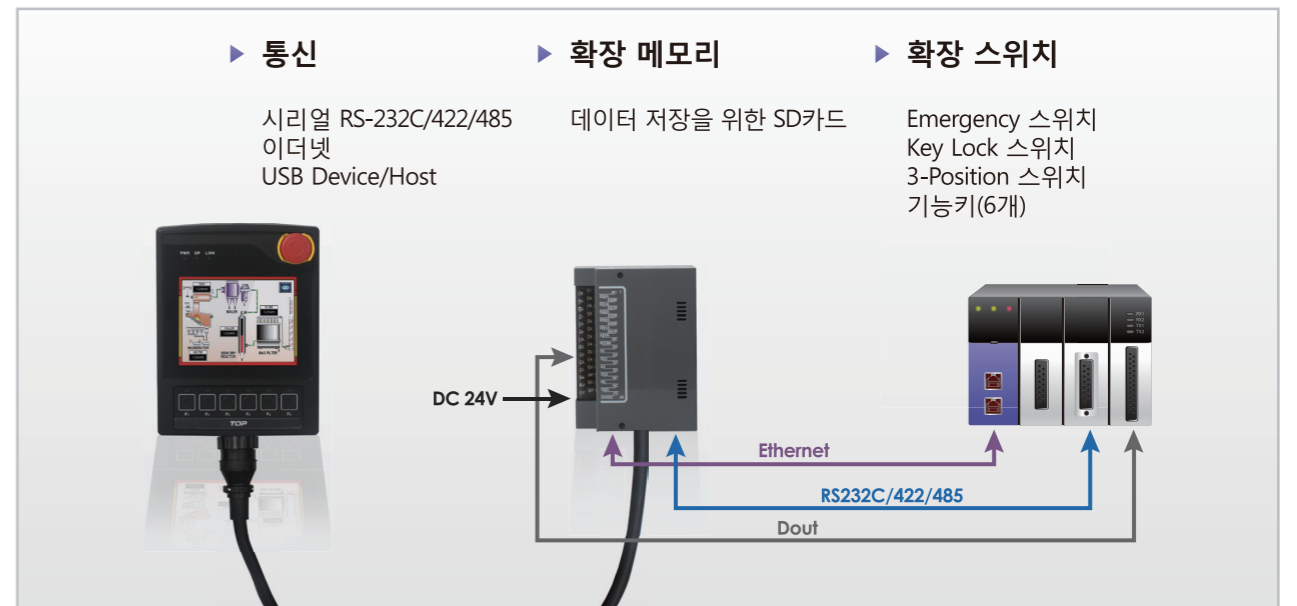 ▶ 통신
시리얼 RS-232C/422/485
이더넷
USB Device/Host
▶ 확장 메모리
데이터 저장을 위한 SD카드
▶ 확장 스위치
Emergency 스위치
Key Lock 스위치
3-Position 스위치
기능키(6개)
PWR OP LINK
TOP
DC 24V
Ethernet
RS232C/422/485
Dout